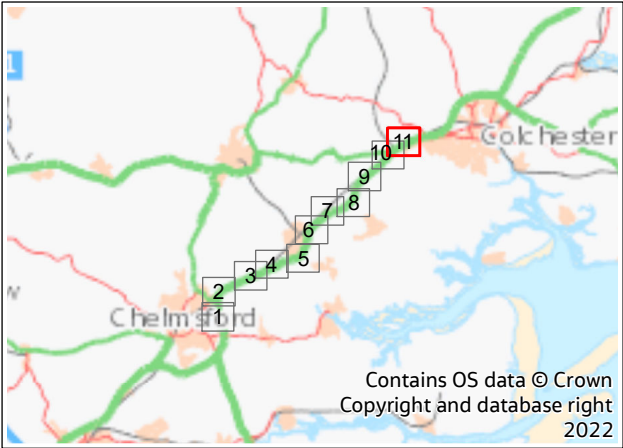 1
Colchester
11
10
9
8
7
6
5
4
3
2
w
Chelmsford
1
Contains OS data © Crown
Copyright and database right
2022